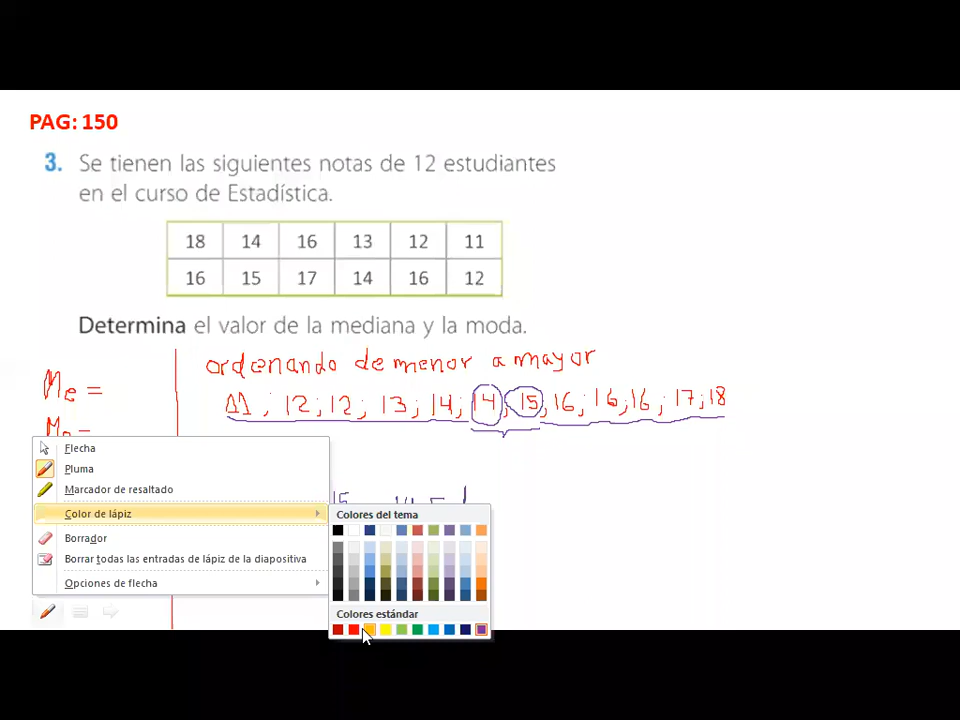 PAG: 150
3. Se tienen las siguientes notas de 12 estudiantes
en el curso de Estadística.
18 14 16 13 12 11
16 15 17 14 16 12
Determina el valor de la mediana y la moda.
ordenando de menor a mayor
Me =
11; 12; 12; 13; 14; 14; 15; 16; 16; 16; 17; 18
Flecha
Pluma
Marcador de resaltado
Color de lápiz
Borrador
Borrar todas las entradas de lápiz de la diapositiva
Opciones de flecha
Colores del tema
Colores estándar